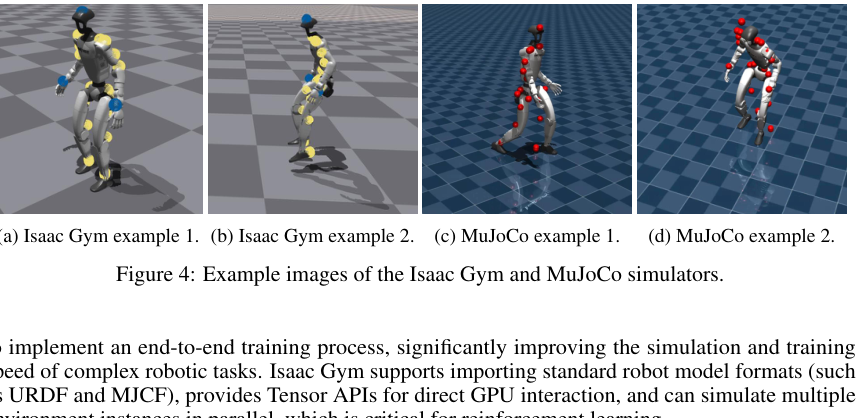 (a) Isaac Gym example 1. (b) Isaac Gym example 2. (c) MuJoCo example 1. (d) MuJoCo example 2.
Figure 4: Example images of the Isaac Gym and MuJoCo simulators.
implement an end-to-end training process, significantly improving the simulation and training
of complex robotic tasks. Isaac Gym supports importing standard robot model formats (such
URDF and MJCF), provides Tensor APIs for direct GPU interaction, and can simulate multiple
instances in parallel, which is critical for reinforcement learning